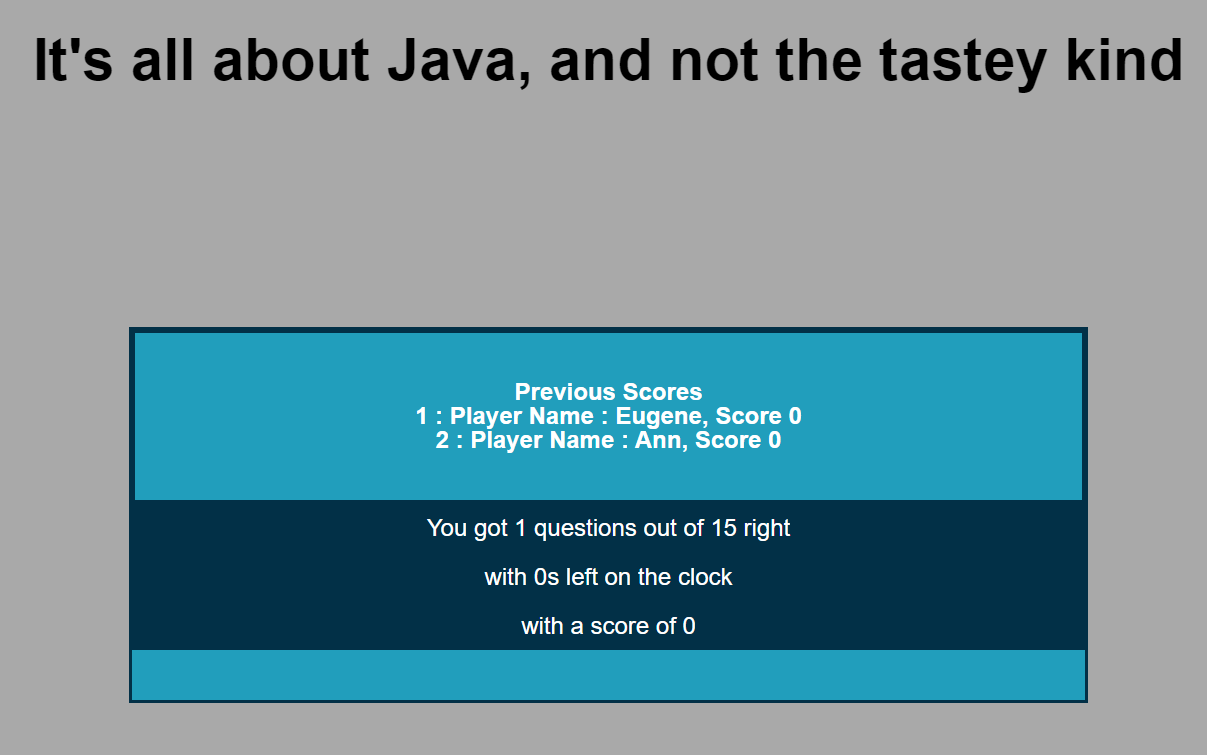 It's all about Java, and not the tastey kind
Previous Scores
1 : Player Name : Eugene, Score 0
2 : Player Name : Ann, Score 0
You got 1 questions out of 15 right
with 0s left on the clock
with a score of 0